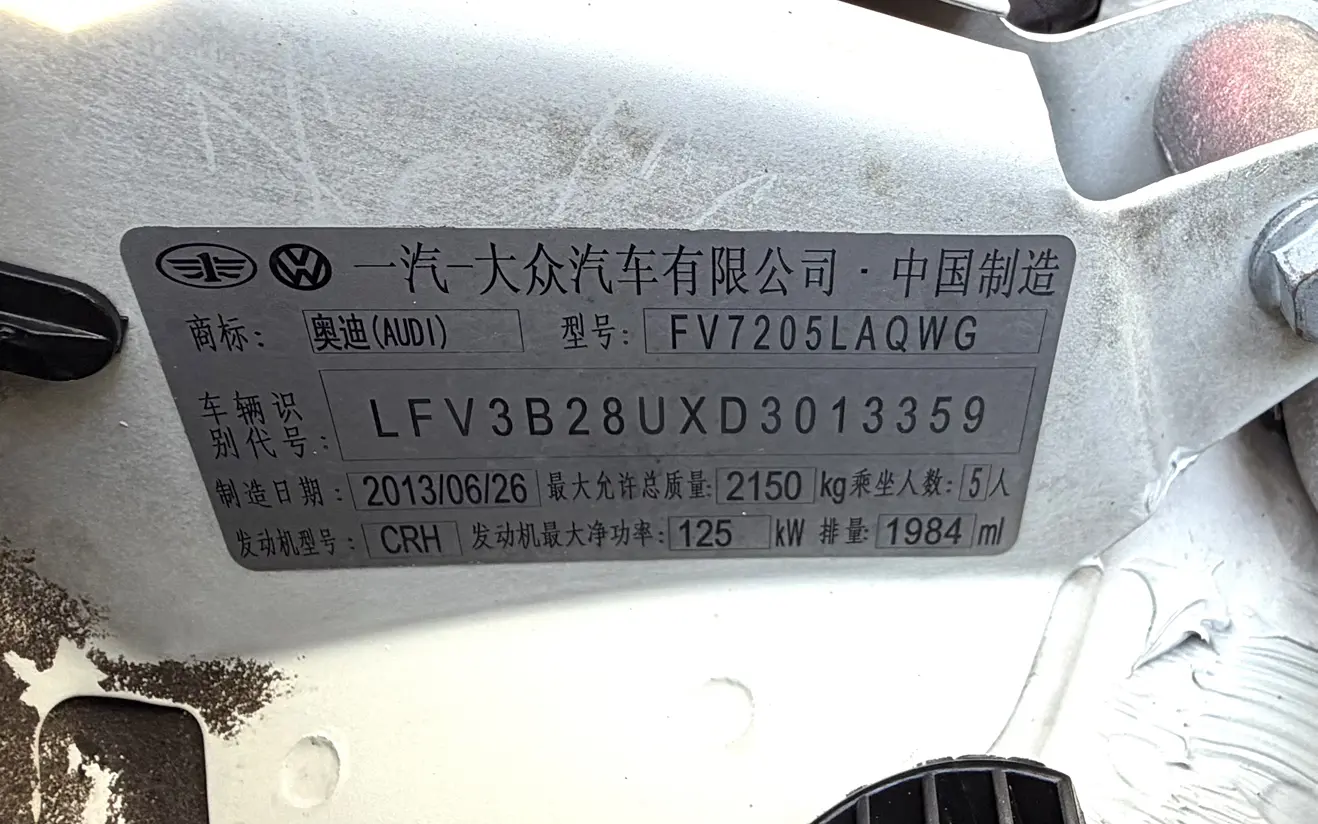 一汽-大众汽车有限公司·中国制造
商标: 奥迪(AUDI) 型号: FV7205LAQWG
车辆识别代号: LFV3B28UXD3013359
制造日期: 2013/06/26 最大允许总质量: 2150 kg 乘坐人数: 5 人
发动机型号: CRH 发动机最大净功率: 125 kW 排量: 1984 ml